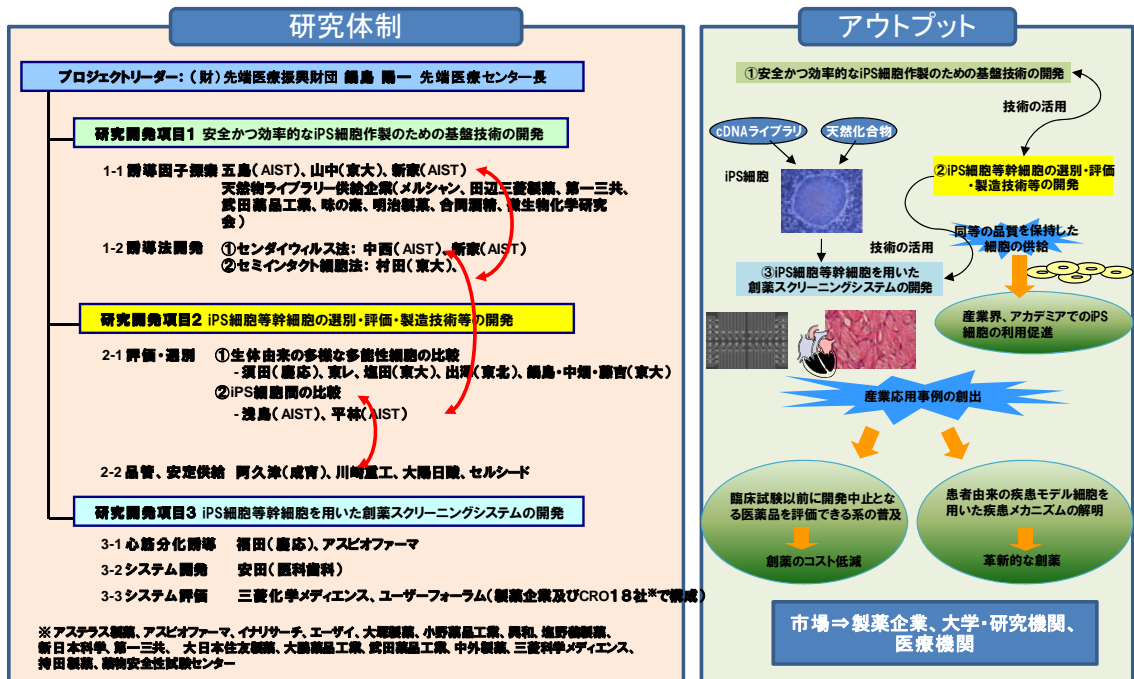 研究体制
プロジェクトリーダー:（財）先端医療振興財団 鍋島 陽一 先端医療センター長
研究開発項目1 安全かつ効率的なiPS細胞作製のための基盤技術の開発
1-1 誘導因子探索 五島（AIST）、山中（東大）、新家（AIST）
天然物ライブラリー供給企業（メルシャン、田辺三菱製薬、第一三共、
武田薬品工業、味の素、明治製菓、合同酒精、微生物化学研究
会）
1-2 誘導法開発 ①センダイウィルス法: 中西（AIST）、新家（AIST）
②セミインタクト細胞法: 村田（東大）、
研究開発項目2 iPS細胞等幹細胞の選別・評価・製造技術等の開発
2-1 評価・選別 ①生体由来の多様な多能性細胞の比較
- 須田（慶応）、東レ、塩田（東大）、出澤（東北）、鍋島・中畑・藤吉（東大）
②iPS細胞間の比較
- 浅島（AIST）、平林（AIST）
2-2 品管、安定供給 阿久津（成育）、川崎重工、大陽日酸、セルシード
研究開発項目3 iPS細胞等幹細胞を用いた創薬スクリーニングシステムの開発
3-1 心筋分化誘導 福田（慶応）、アスビオファーマ
3-2 システム開発 安田（医科歯科）
3-3 システム評価 三菱化学メディエンス、ユーザーフォーラム（製薬企業及びCRO18社※で構成）
※ アステラス製薬、アスビオファーマ、イナリサーチ、エーザイ、大塚製薬、小野薬品工業、興和、塩野義製薬、
新日本科学、第一三共、 大日本住友製薬、大鵬薬品工業、武田薬品工業、中外製薬、三菱科学メディエンス、
持田製薬、薬物安全性試験センター
アウトプット
①安全かつ効率的なiPS細胞作製のための基盤技術の開発
技術の活用
cDNAライブラリ
天然化合物
iPS細胞
②iPS細胞等幹細胞の選別・評価
・製造技術等の開発
同等の品質を保持した
細胞の供給
技術の活用
③iPS細胞等幹細胞を用いた
創薬スクリーニングシステムの開発
産業界、アカデミアでのiPS
細胞の利用促進
産業応用事例の創出
臨床試験以前に開発中止とな
る医薬品を評価できる系の普及
創薬のコスト低減
患者由来の疾患モデル細胞を
用いた疾患メカニズムの解明
革新的な創薬
市場⇒製薬企業、大学・研究機関、
医療機関